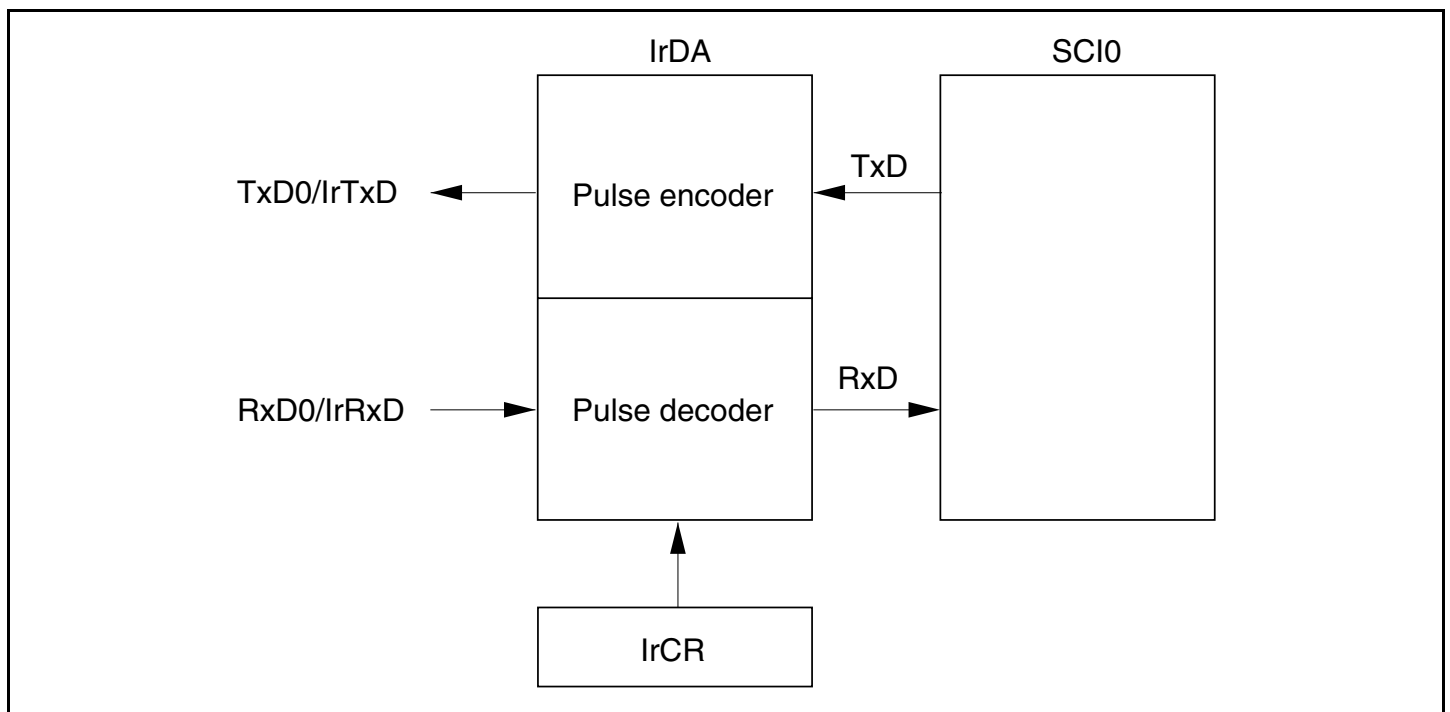 IrDA
SCI0
TxD0/IrTxD
Pulse encoder
TxD
RxD0/IrRxD
Pulse decoder
RxD
IrCR